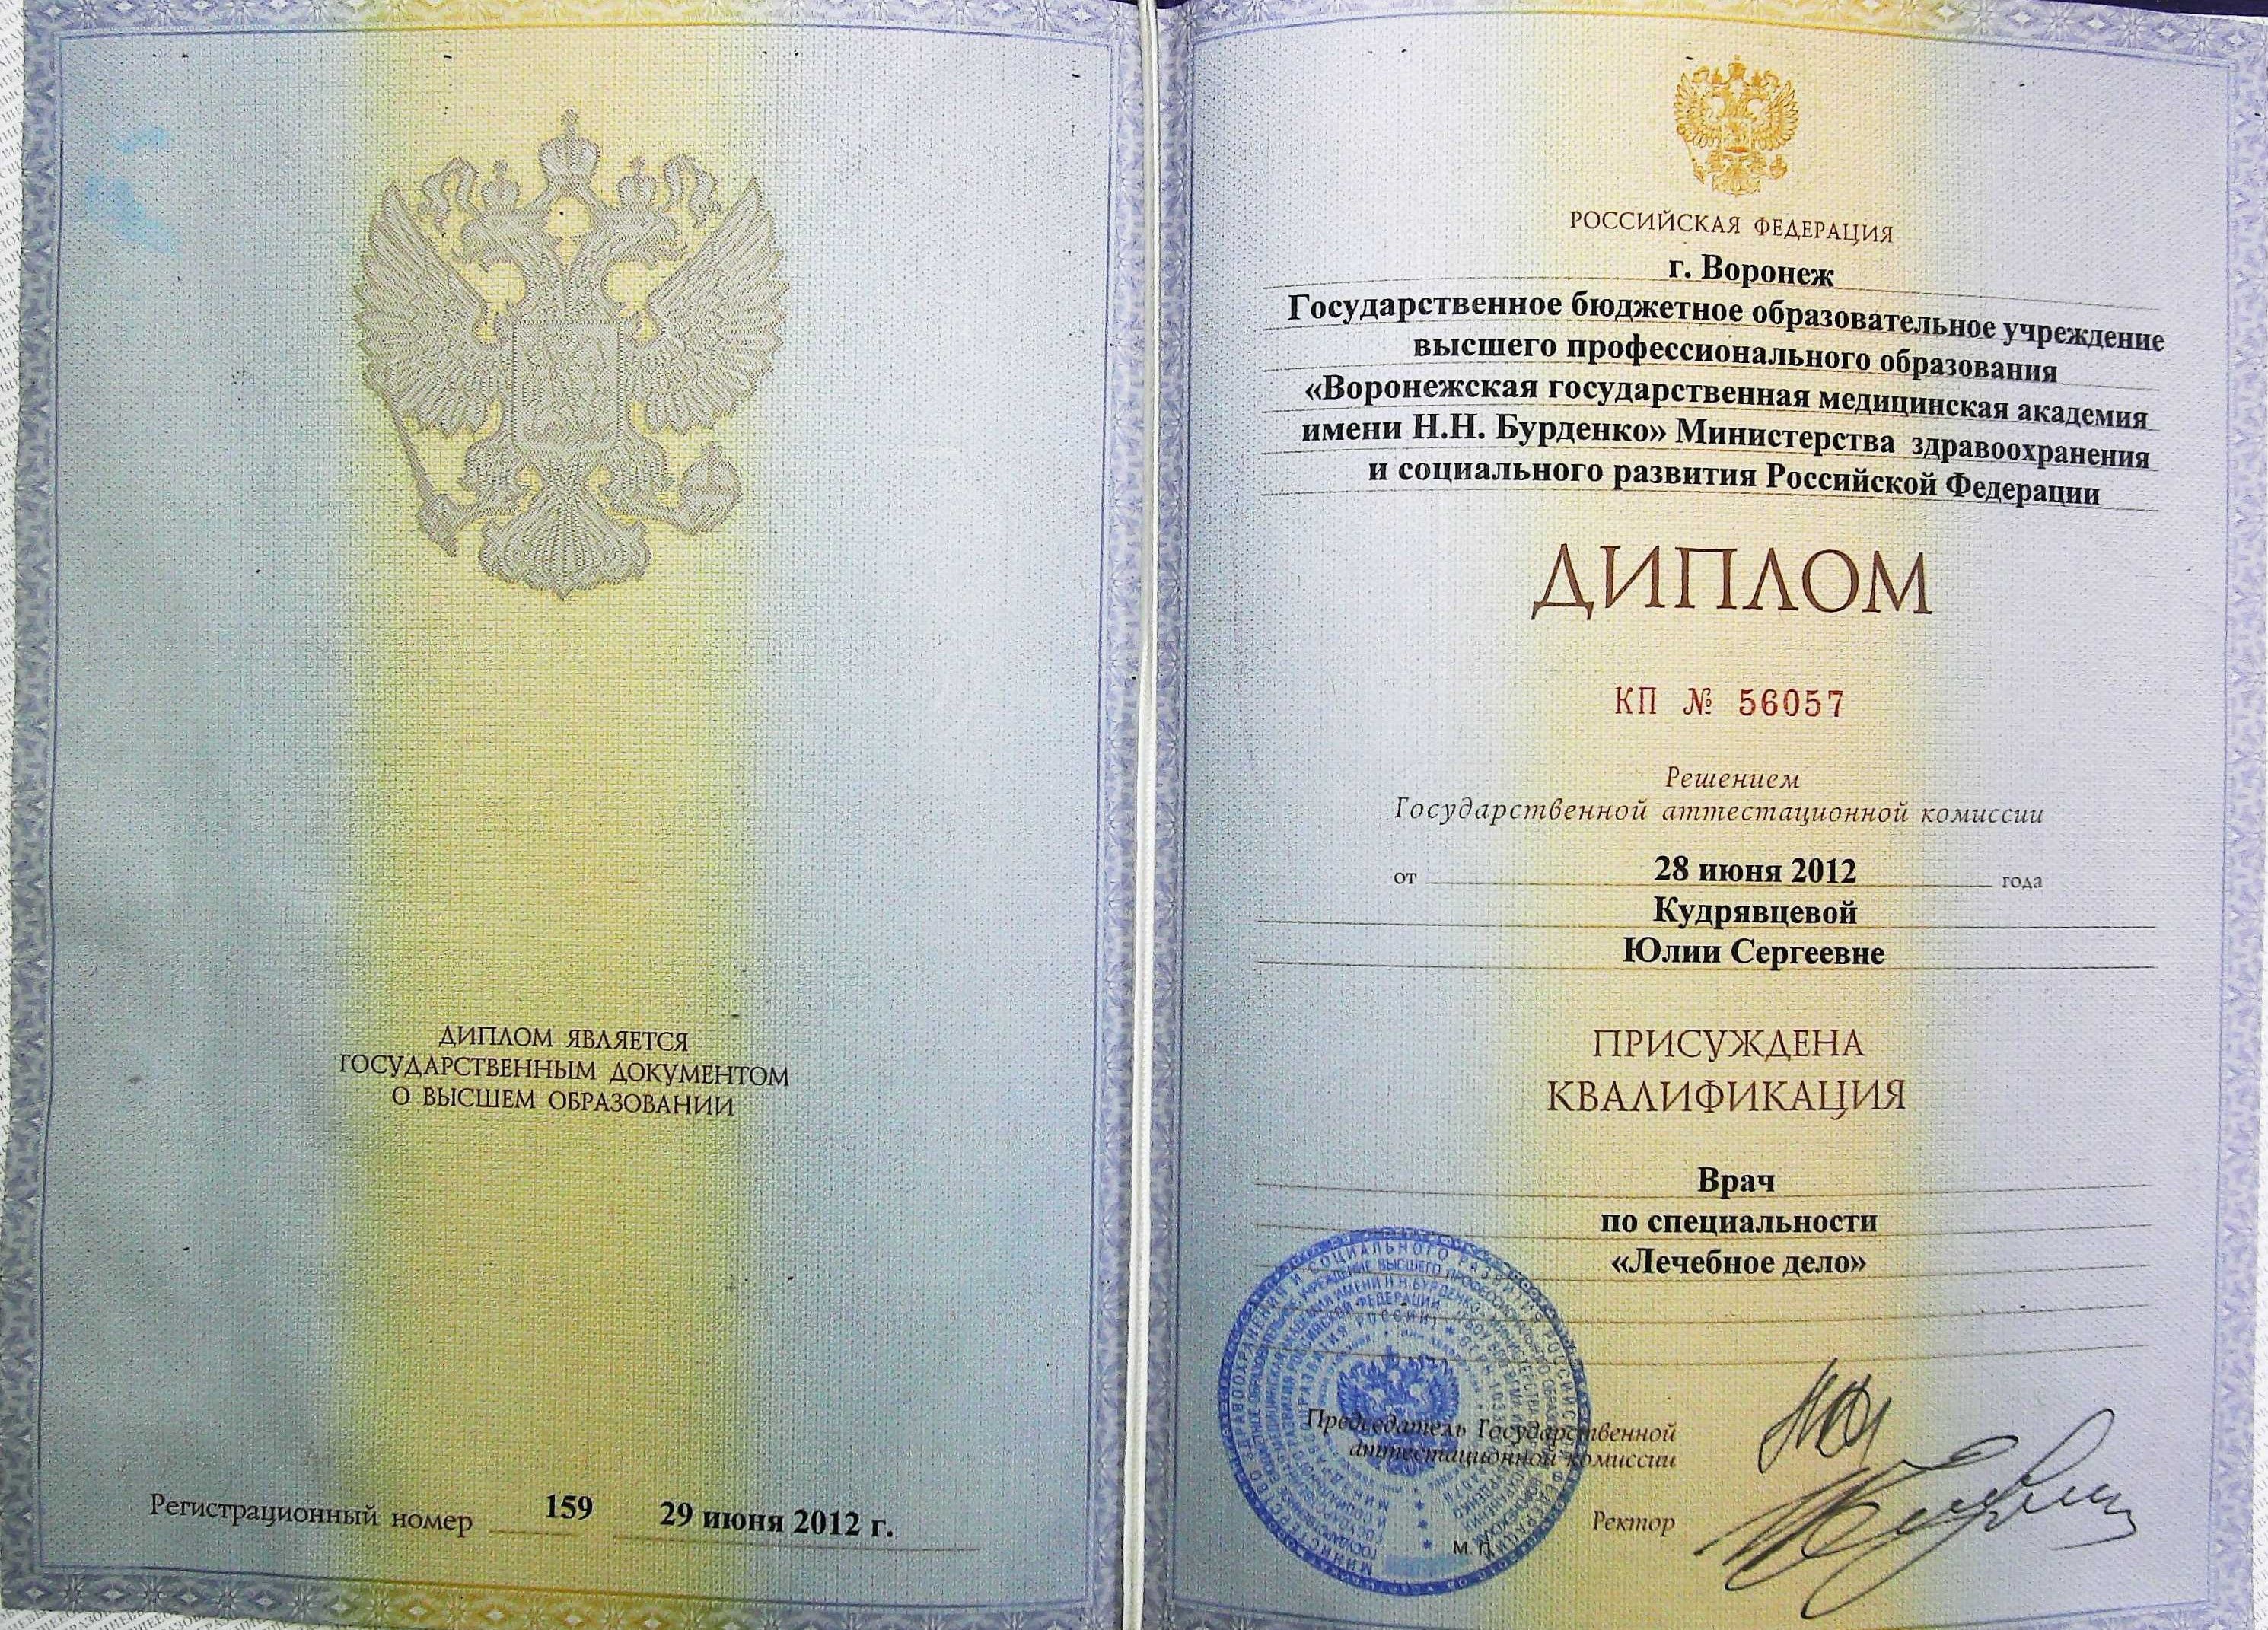 ДИПЛОМ ЯВЛЯЕТСЯ
ГОСУДАРСТВЕННЫМ ДОКУМЕНТОМ
О ВЫСШЕМ ОБРАЗОВАНИИ
Регистрационный номер 159 29 июня 2012 г.
РОССИЙСКАЯ ФЕДЕРАЦИЯ
г. Воронеж
Государственное бюджетное образовательное учреждение
высшего профессионального образования
«Воронежская государственная медицинская академия
имени Н.Н. Бурденко» Министерства здравоохранения
и социального развития Российской Федерации
ДИПЛОМ
КП № 56057
Решением
Государственной аттестационной комиссии
от 28 июня 2012 года
Кудрявцевой
Юлии Сергеевне
ПРИСУЖДЕНА
КВАЛИФИКАЦИЯ
Врач
по специальности
«Лечебное дело»
Председатель Государственной
аттестационной комиссии
Ректор
М.П.